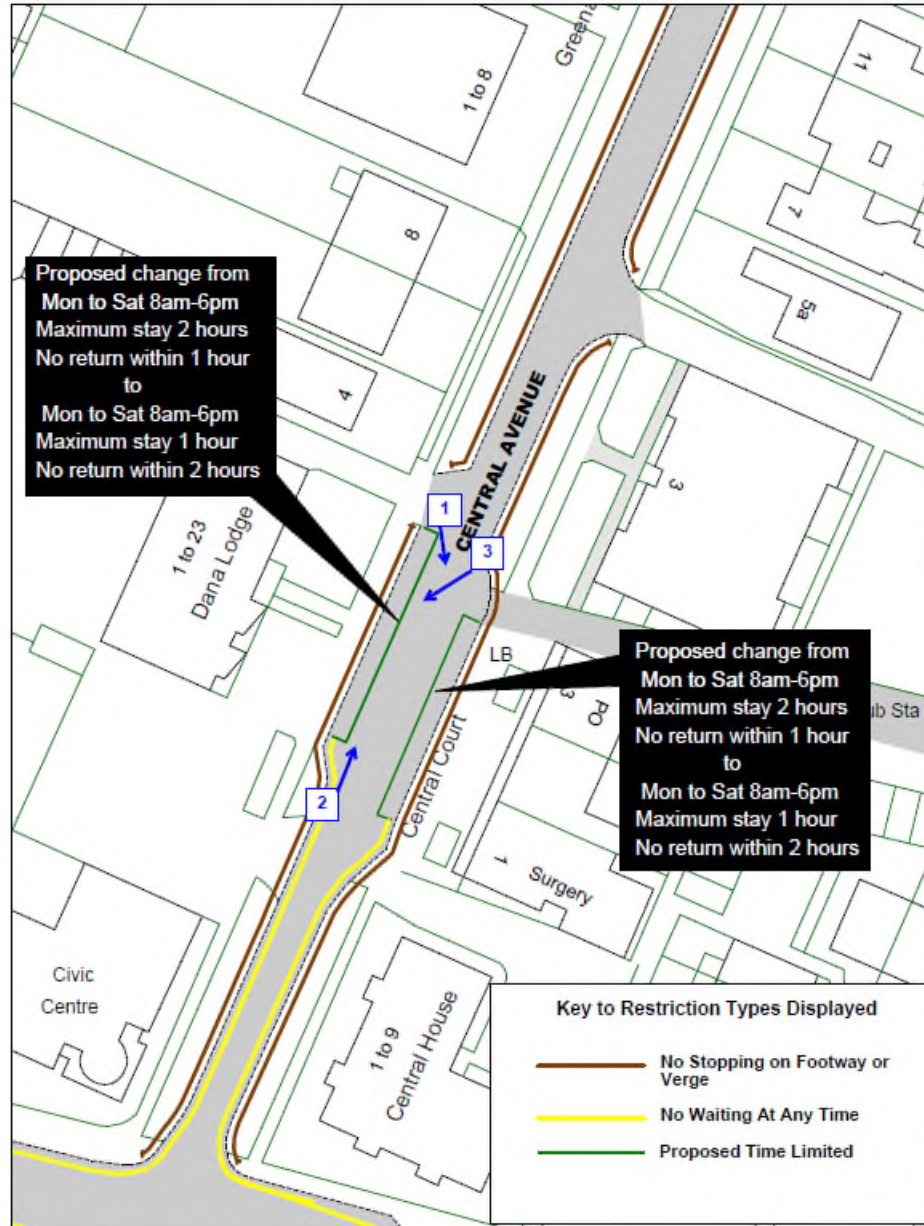 Greena
1 to 8
11
8
7
5a
Proposed change from
Mon to Sat 8am-6pm
Maximum stay 2 hours
No return within 1 hour
to
Mon to Sat 8am-6pm
Maximum stay 1 hour
No return within 2 hours
4
CENTRAL AVENUE
3
1
3
1 to 23
Dana Lodge
LB
3
PO
ub Sta
Proposed change from
Mon to Sat 8am-6pm
Maximum stay 2 hours
No return within 1 hour
to
Mon to Sat 8am-6pm
Maximum stay 1 hour
No return within 2 hours
2
Central Court
1
Surgery
Civic
Centre
1 to 9
Central House
Key to Restriction Types Displayed
No Stopping on Footway or
Verge
No Waiting At Any Time
Proposed Time Limited